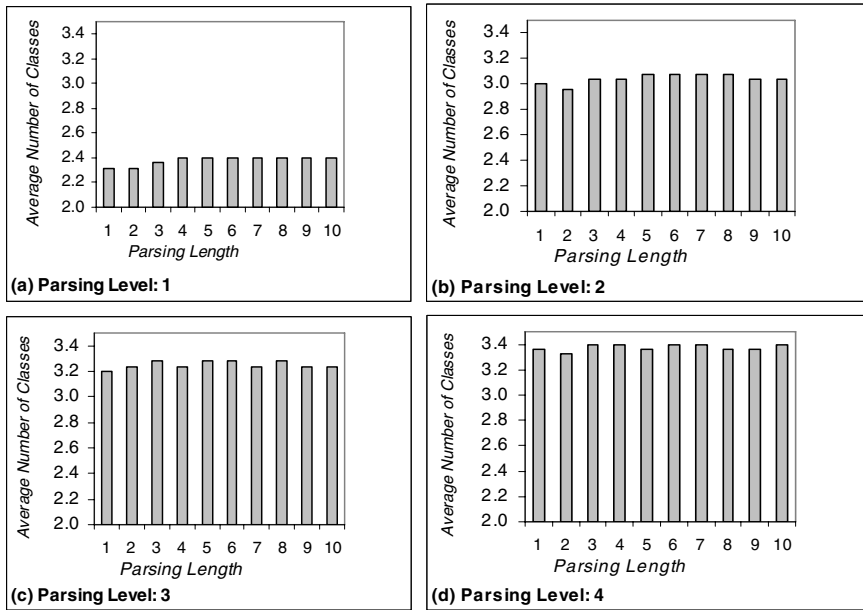 Average Number of Classes
3.4
3.2
3.0
2.8
2.6
2.4
2.2
2.0
1 2 3 4 5 6 7 8 9 10
Parsing Length
(a) Parsing Level: 1
Average Number of Classes
3.4
3.2
3.0
2.8
2.6
2.4
2.2
2.0
1 2 3 4 5 6 7 8 9 10
Parsing Length
(b) Parsing Level: 2
Average Number of Classes
3.4
3.2
3.0
2.8
2.6
2.4
2.2
2.0
1 2 3 4 5 6 7 8 9 10
Parsing Length
(c) Parsing Level: 3
Average Number of Classes
3.4
3.2
3.0
2.8
2.6
2.4
2.2
2.0
1 2 3 4 5 6 7 8 9 10
Parsing Length
(d) Parsing Level: 4